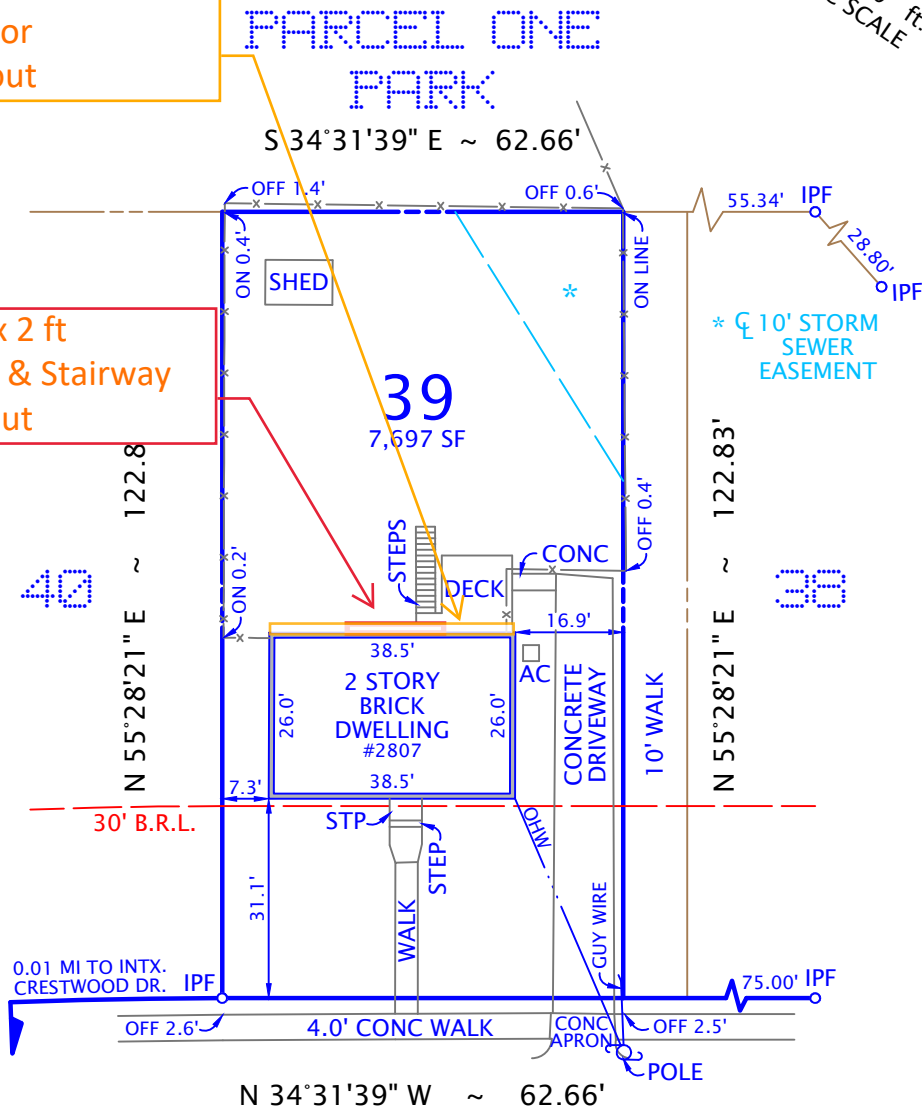 PARCEL ONE
PARK
ft.
SCALE
or
out
S 34°31'39" E ~ 62.66'
OFF 1.4'
OFF 0.6'
55.34'
IPF
28.80'
IPF
ON 0.4'
SHED
ON LINE
*
* ℄ 10' STORM
SEWER
EASEMENT
x 2 ft
& Stairway
out
39
7,697 SF
N 55°28'21" E ~ 122.8
N 55°28'21" E ~ 122.83'
OFF 0.4'
40
38
ON 0.2'
STEPS
DECK
CONC
16.9'
AC
38.5'
2 STORY
BRICK
DWELLING
#2807
38.5'
26.0'
26.0'
CONCRETE
DRIVEWAY
10' WALK
7.3'
30' B.R.L.
STP
STEP
OHW
31.1'
WALK
GUY WIRE
0.01 MI TO INTX.
CRESTWOOD DR.
IPF
75.00'
IPF
OFF 2.6'
4.0' CONC WALK
CONC
APRON
OFF 2.5'
POLE
N 34°31'39" W ~ 62.66'